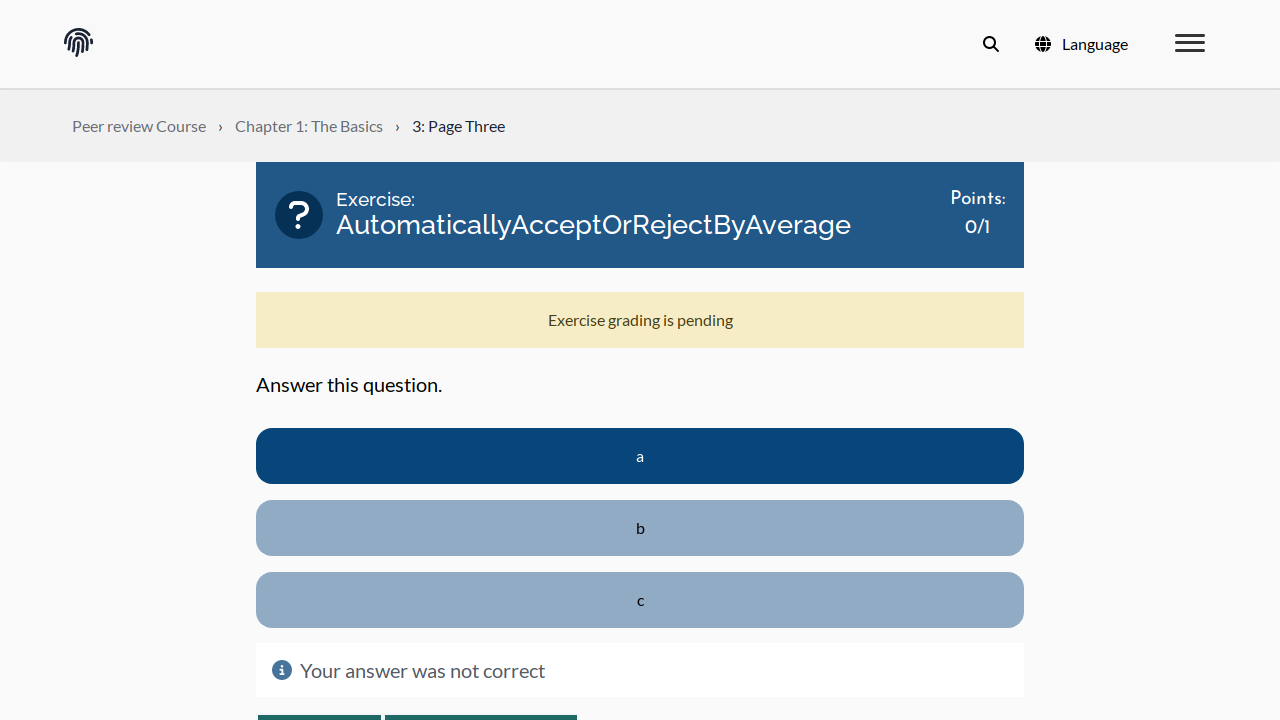 Language
Peer review Course › Chapter 1: The Basics › 3: Page Three
Exercise:
AutomaticallyAcceptOrRejectByAverage
Points:
0/1
Exercise grading is pending
Answer this question.
a
b
c
Your answer was not correct